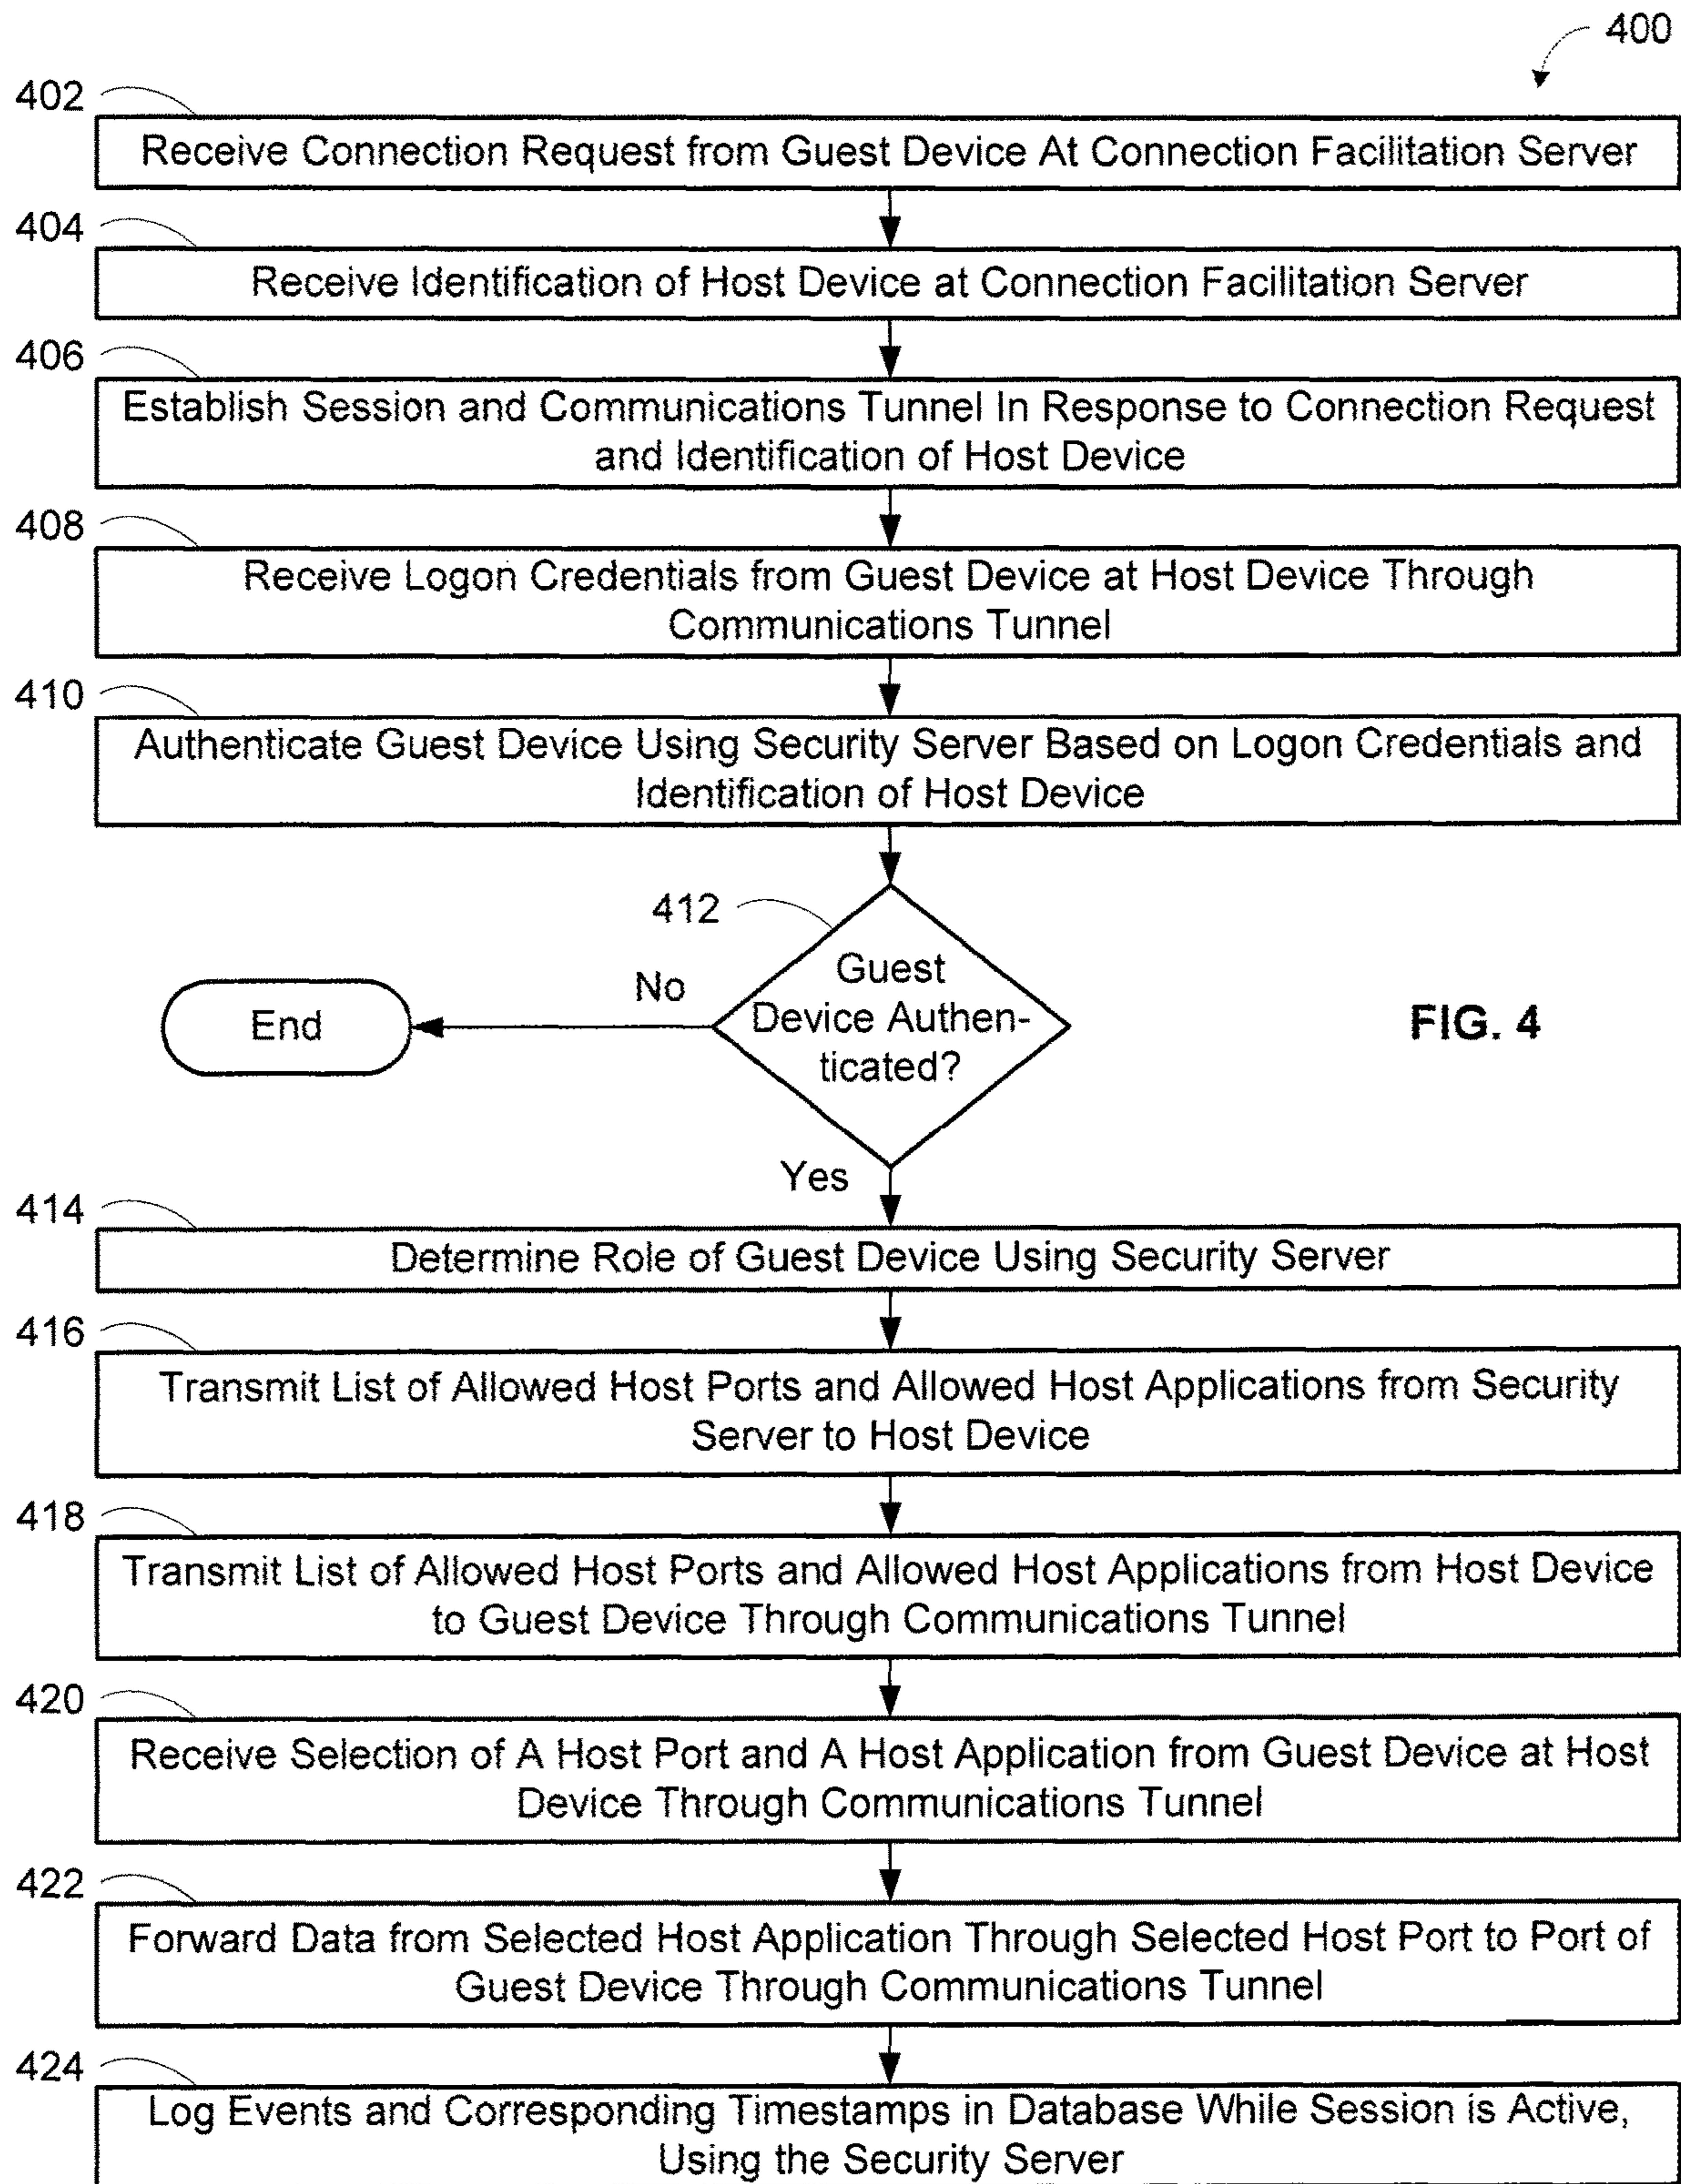 400
402
Receive Connection Request from Guest Device At Connection Facilitation Server
404
Receive Identification of Host Device at Connection Facilitation Server
406
Establish Session and Communications Tunnel In Response to Connection Request
and Identification of Host Device
408
Receive Logon Credentials from Guest Device at Host Device Through
Communications Tunnel
410
Authenticate Guest Device Using Security Server Based on Logon Credentials and
Identification of Host Device
412
Guest
Device Authen-
ticated?
No
End
FIG. 4
Yes
414
Determine Role of Guest Device Using Security Server
416
Transmit List of Allowed Host Ports and Allowed Host Applications from Security
Server to Host Device
418
Transmit List of Allowed Host Ports and Allowed Host Applications from Host Device
to Guest Device Through Communications Tunnel
420
Receive Selection of A Host Port and A Host Application from Guest Device at Host
Device Through Communications Tunnel
422
Forward Data from Selected Host Application Through Selected Host Port to Port of
Guest Device Through Communications Tunnel
424
Log Events and Corresponding Timestamps in Database While Session is Active,
Using the Security Server